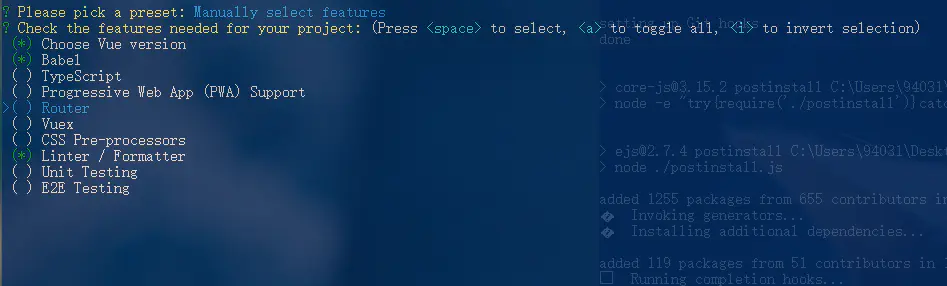 ? Please pick a preset: Manually select features
? Check the features needed for your project: (Press <space> to select, <a> to toggle all, <i> to invert selection)
(*) Choose Vue version
(*) Babel
( ) TypeScript
( ) Progressive Web App (PWA) Support
>( ) Router
( ) Vuex
( ) CSS Pre-processors
(*) Linter / Formatter
( ) Unit Testing
( ) E2E Testing
setting up Git hooks
done
> core-js@3.15.2 postinstall C:\Users\94031\
> node -e "try{require('./postinstall')}catc
> ejs@2.7.4 postinstall C:\Users\94031\Deskt
> node ./postinstall.js
added 1255 packages from 655 contributors in
� Invoking generators...
� Installing additional dependencies...
added 119 packages from 51 contributors in
Running completion hooks...